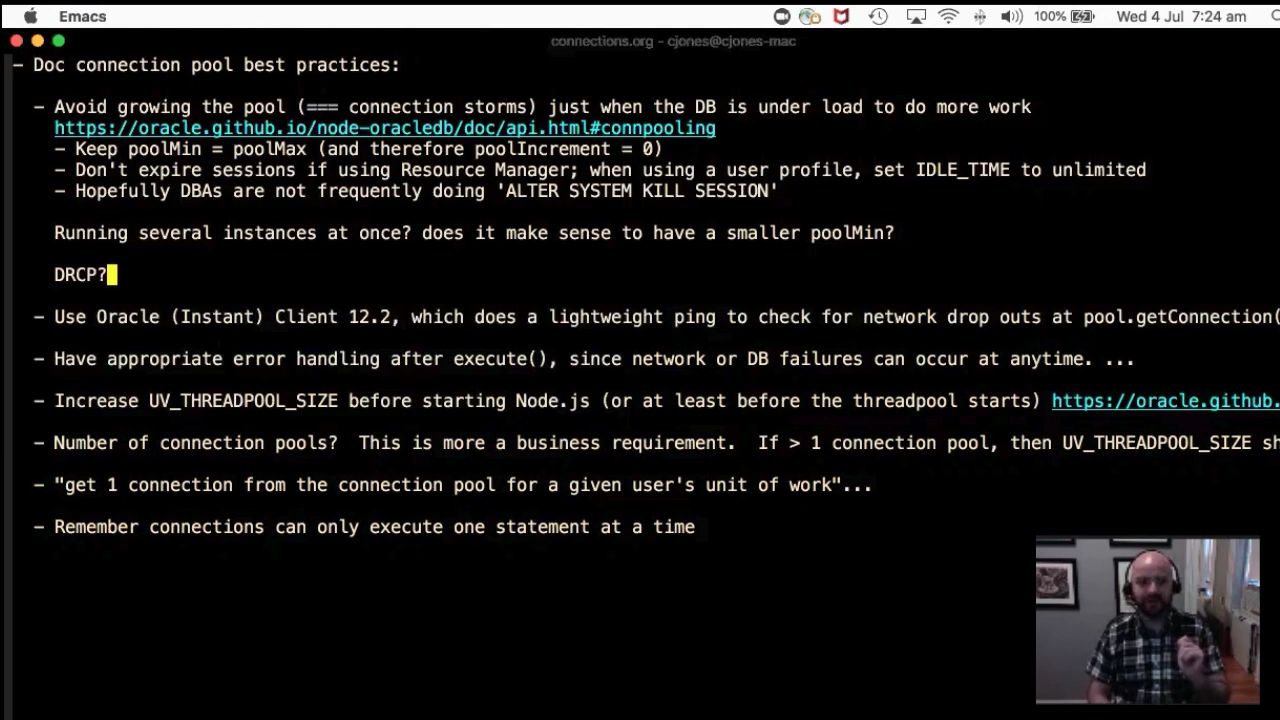 Emacs 100% Wed 4 Jul 7:24 am
connections.org - cjones@cjones-mac
- Doc connection pool best practices:
- Avoid growing the pool (=== connection storms) just when the DB is under load to do more work
https://oracle.github.io/node-oracledb/doc/api.html#connpooling
- Keep poolMin = poolMax (and therefore poolIncrement = 0)
- Don't expire sessions if using Resource Manager; when using a user profile, set IDLE_TIME to unlimited
- Hopefully DBAs are not frequently doing 'ALTER SYSTEM KILL SESSION'
Running several instances at once? does it make sense to have a smaller poolMin?
DRCP?
- Use Oracle (Instant) Client 12.2, which does a lightweight ping to check for network drop outs at pool.getConnection(
- Have appropriate error handling after execute(), since network or DB failures can occur at anytime. ...
- Increase UV_THREADPOOL_SIZE before starting Node.js (or at least before the threadpool starts) https://oracle.github.
- Number of connection pools? This is more a business requirement. If > 1 connection pool, then UV_THREADPOOL_SIZE sh
- "get 1 connection from the connection pool for a given user's unit of work"...
- Remember connections can only execute one statement at a time